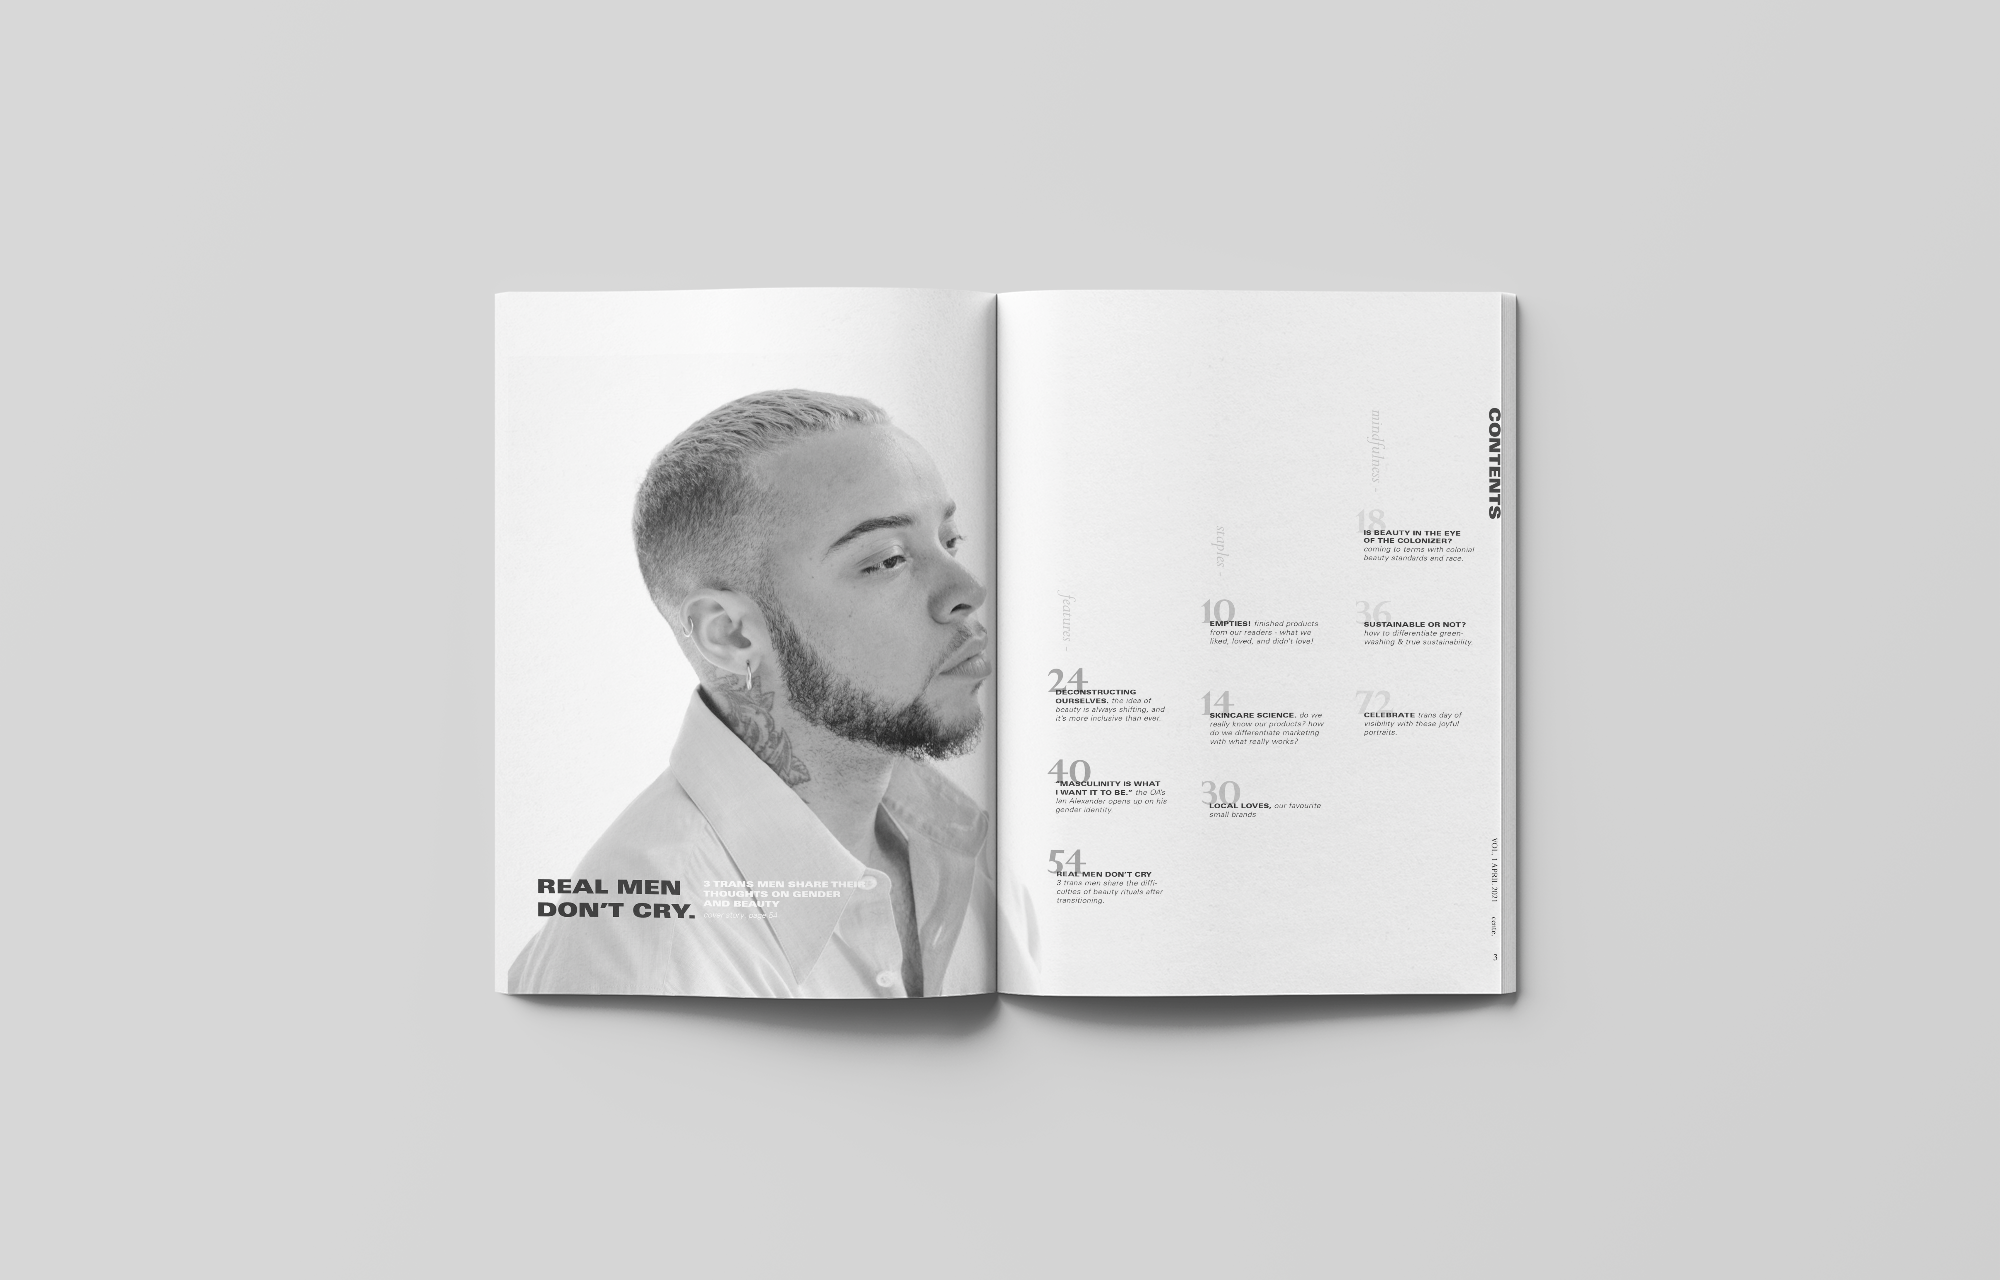 REAL MEN
DON'T CRY.
3 TRANS MEN SHARE THEIR
THOUGHTS ON GENDER
AND BEAUTY
cover story, page 54
CONTENTS
features -
24
DECONSTRUCTING
OURSELVES. the idea of
beauty is always shifting, and
it's more inclusive than ever.
40
"MASCULINITY IS WHAT
I WANT IT TO BE." the OA's
Ian Alexander opens up on his
gender identity
54
REAL MEN DON'T CRY
3 trans men share the diffi-
culties of beauty rituals after
transitioning.
staples -
10
EMPTIES! finished products
from our readers - what we
liked, loved, and didn't love!
14
SKINCARE SCIENCE. do we
really know our products? how
do we differentiate marketing
with what really works?
30
LOCAL LOVES, our favourite
small brands
mindfulness -
18
IS BEAUTY IN THE EYE
OF THE COLONIZER?
coming to terms with colonial
beauty standards and race.
36
SUSTAINABLE OR NOT?
how to differentiate green-
washing & true sustainability.
72
CELEBRATE trans day of
visibility with these joyful
portraits.
VOL. 1 APRIL 2021
3